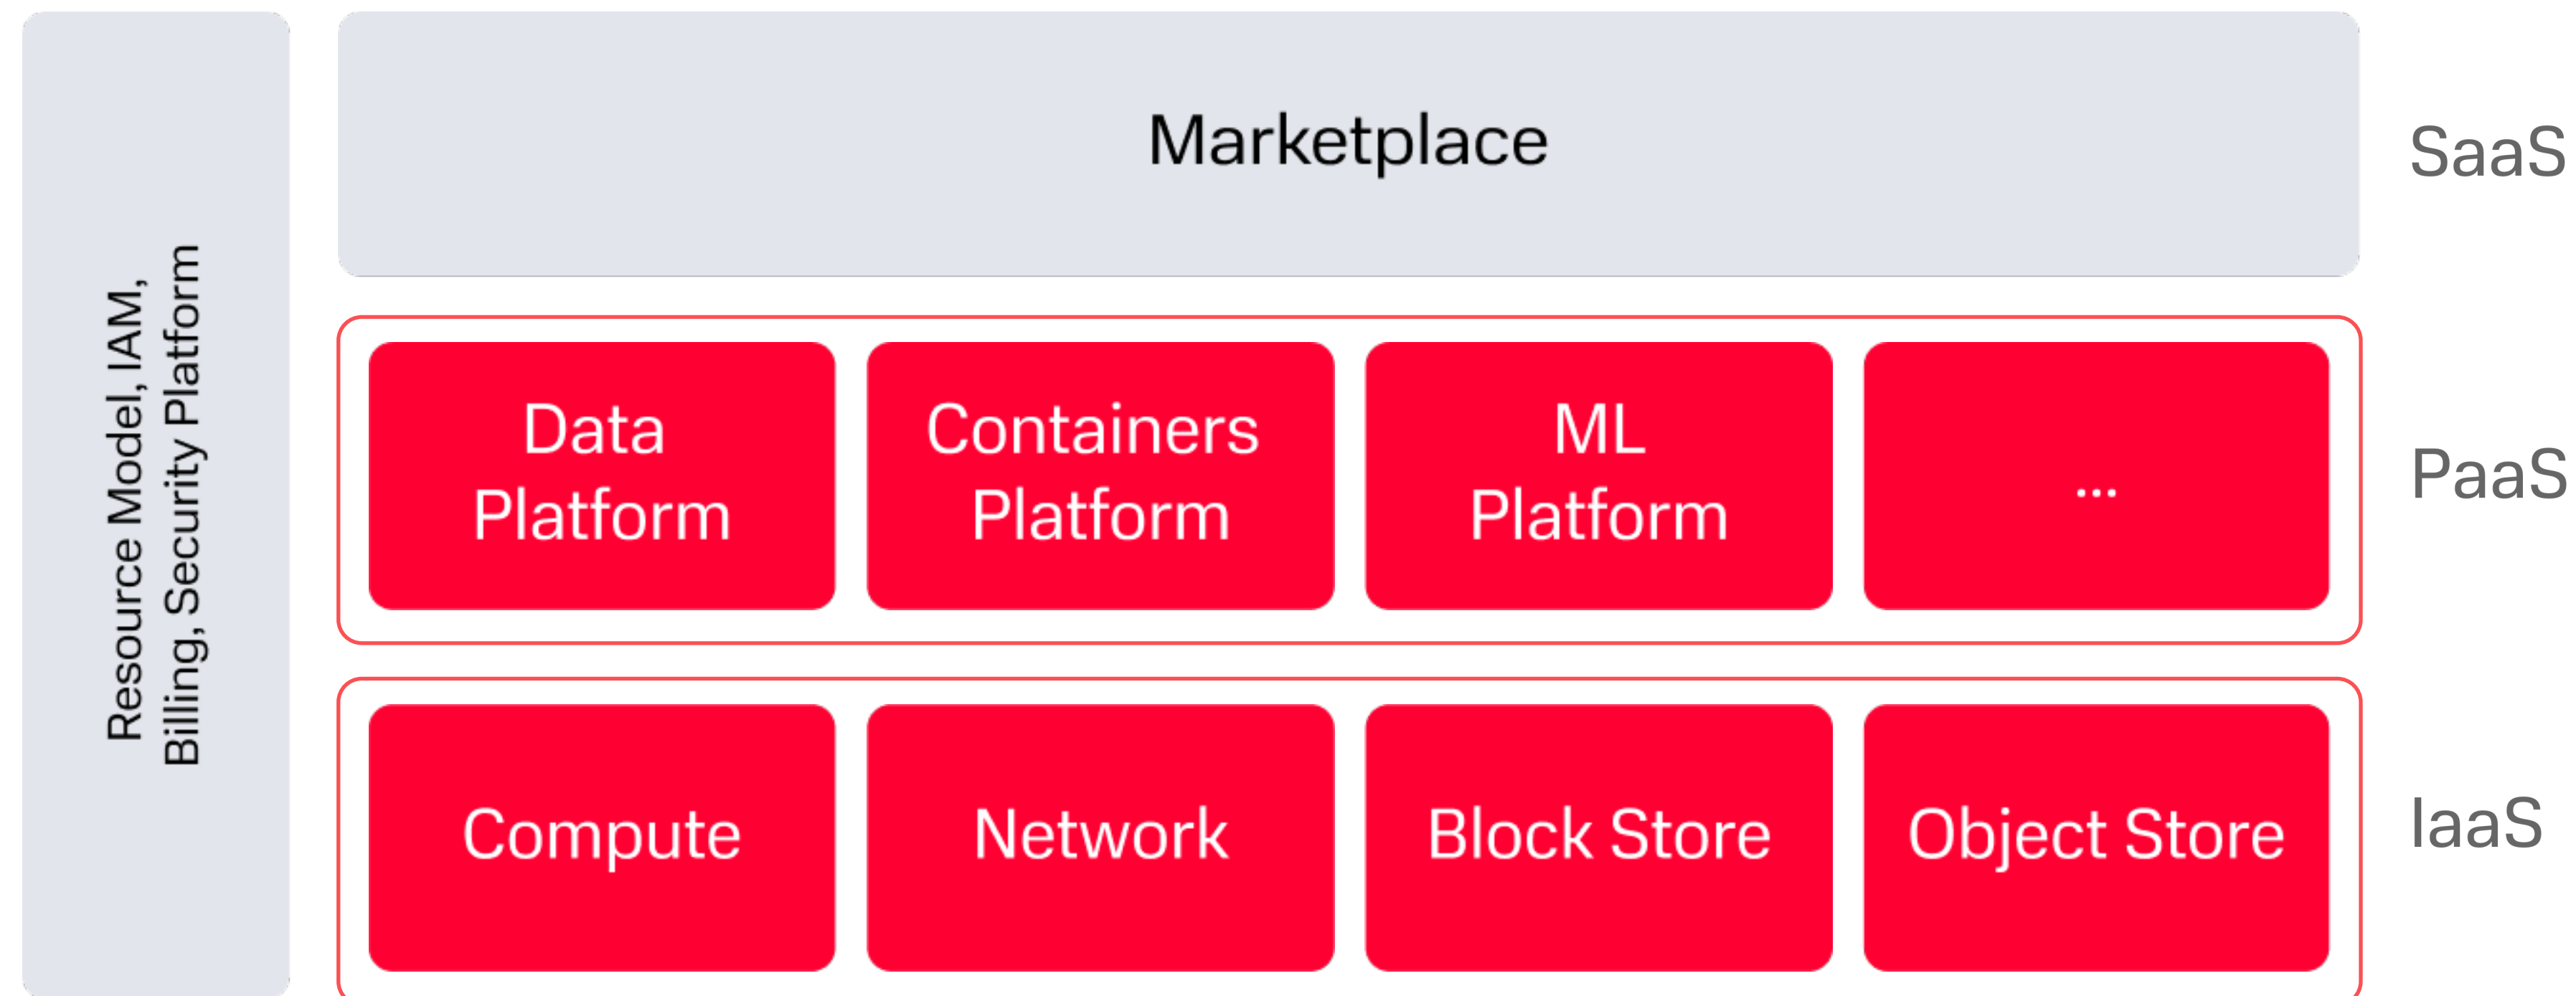 Resource Model, IAM,
Billing, Security Platform
Marketplace
SaaS
Data
Platform
Containers
Platform
ML
Platform
...
PaaS
Compute
Network
Block Store
Object Store
IaaS